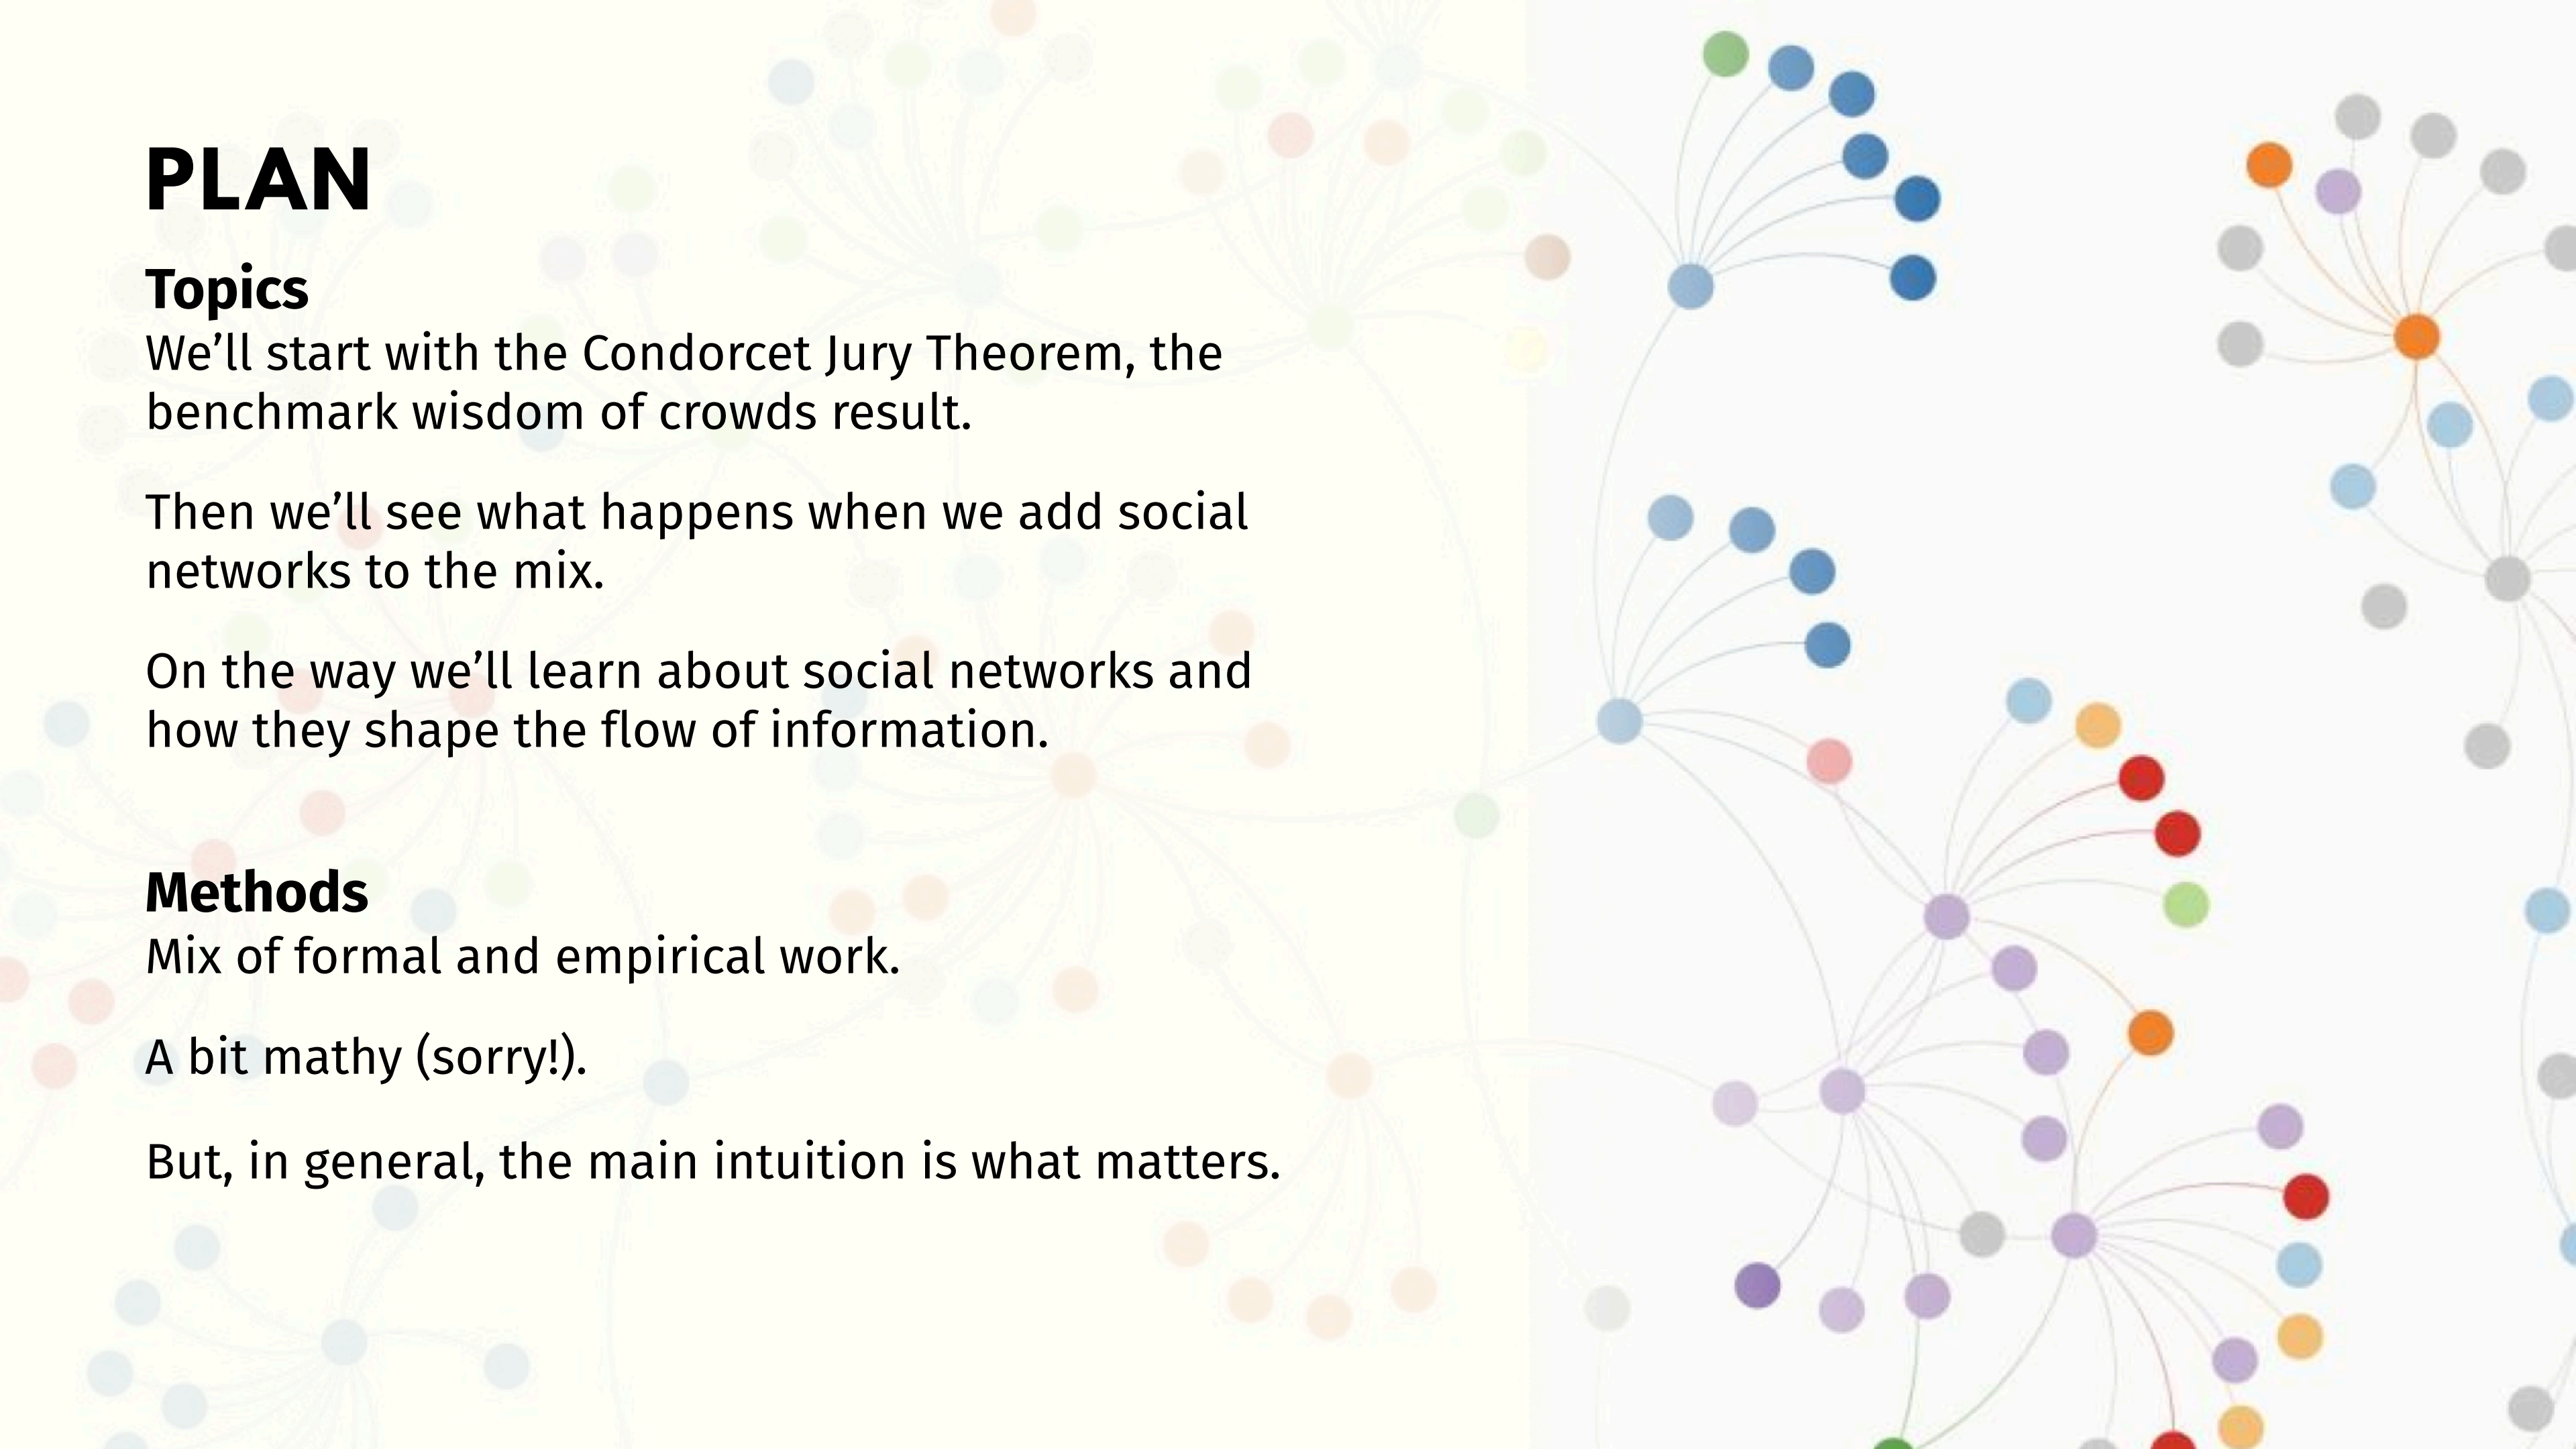 PLAN
Topics
We’ll start with the Condorcet Jury Theorem, the
benchmark wisdom of crowds result.
Then we’ll see what happens when we add social
networks to the mix.
On the way we’ll learn about social networks and
how they shape the flow of information.
Methods
Mix of formal and empirical work.
A bit mathy (sorry!).
But, in general, the main intuition is what matters.